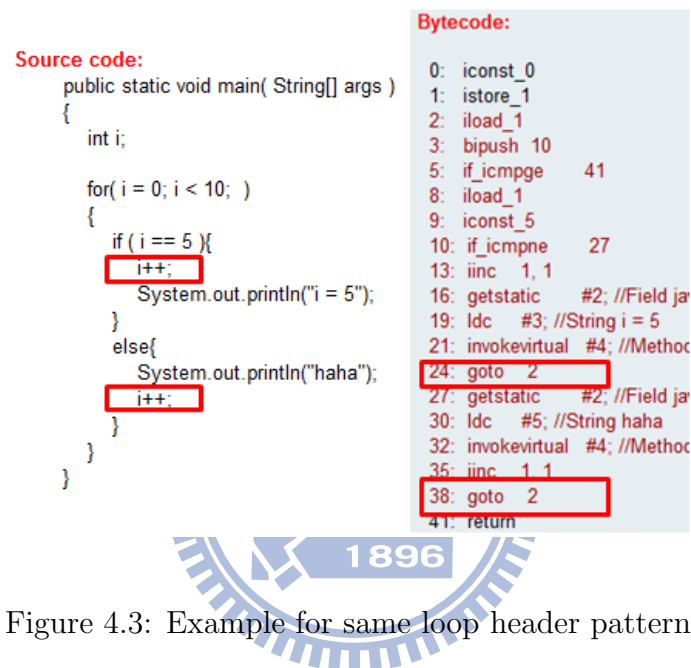 Source code:
public static void main( String[] args )
{
int i;
for( i = 0; i < 10; )
{
if ( i == 5 ){
i++;
System.out.println("i = 5");
}
else{
System.out.println("haha");
i++;
}
}
}
Bytecode:
0: iconst_0
1: istore_1
2: iload_1
3: bipush 10
5: if_icmpge 41
8: iload_1
9: iconst_5
10: if_icmpne 27
13: iinc 1, 1
16: getstatic #2; //Field ja
19: ldc #3; //String i = 5
21: invokevirtual #4; //Method
24: goto 2
27: getstatic #2; //Field ja
30: ldc #5; //String haha
32: invokevirtual #4; //Method
35: iinc 1, 1
38: goto 2
41: return
1896
Figure 4.3: Example for same loop header pattern